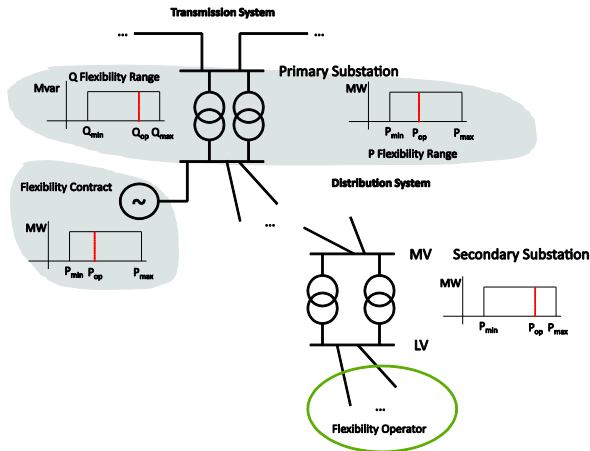 Transmission System
...
...
Primary Substation
Q Flexibility Range
Mvar
Qmin
Qop
Qmax
MW
Pmin
Pop
Pmax
P Flexibility Range
Flexibility Contract
~
MW
Pmin
Pop
Pmax
Distribution System
...
MV
Secondary Substation
MW
Pmin
Pop
Pmax
LV
...
Flexibility Operator